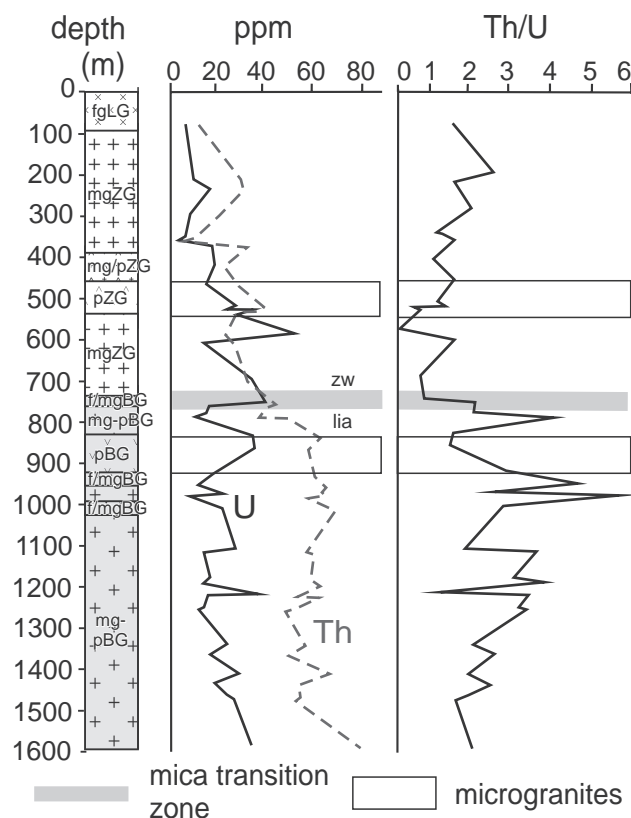 depth
(m)
ppm
Th/U
0 20 40 60 80
0 1 2 3 4 5 6
0
100
200
300
400
500
600
700
800
900
1000
1100
1200
1300
1400
1500
1600
fgLG
mgZG
mg/pZG
pZG
mgZG
f/mgBG
mg-pBG
pBG
f/mgBG
f/mgBG
mg-
pBG
zw
lia
U
Th
mica transition
zone
microgranites